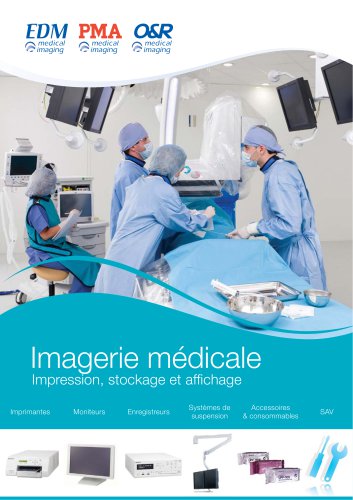 EDM PMA O&R
medical imaging medical imaging medical imaging
Imagerie médicale
Impression, stockage et affichage
Imprimantes Moniteurs Enregistreurs Systèmes de suspension Accessoires & consommables SAV